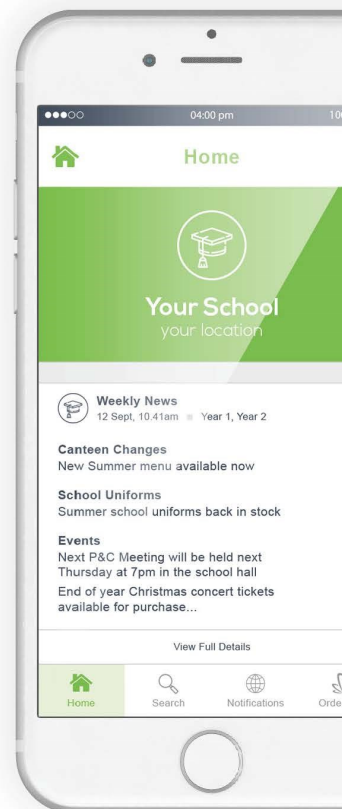 04:00 pm
10
Home
Your School
your location
Weekly News
12 Sept, 10.41am Year 1, Year 2
Canteen Changes
New Summer menu available now
School Uniforms
Summer school uniforms back in stock
Events
Next P&C Meeting will be held next
Thursday at 7pm in the school hall
End of year Christmas concert tickets
available for purchase...
View Full Details
Home Search Notifications Orde